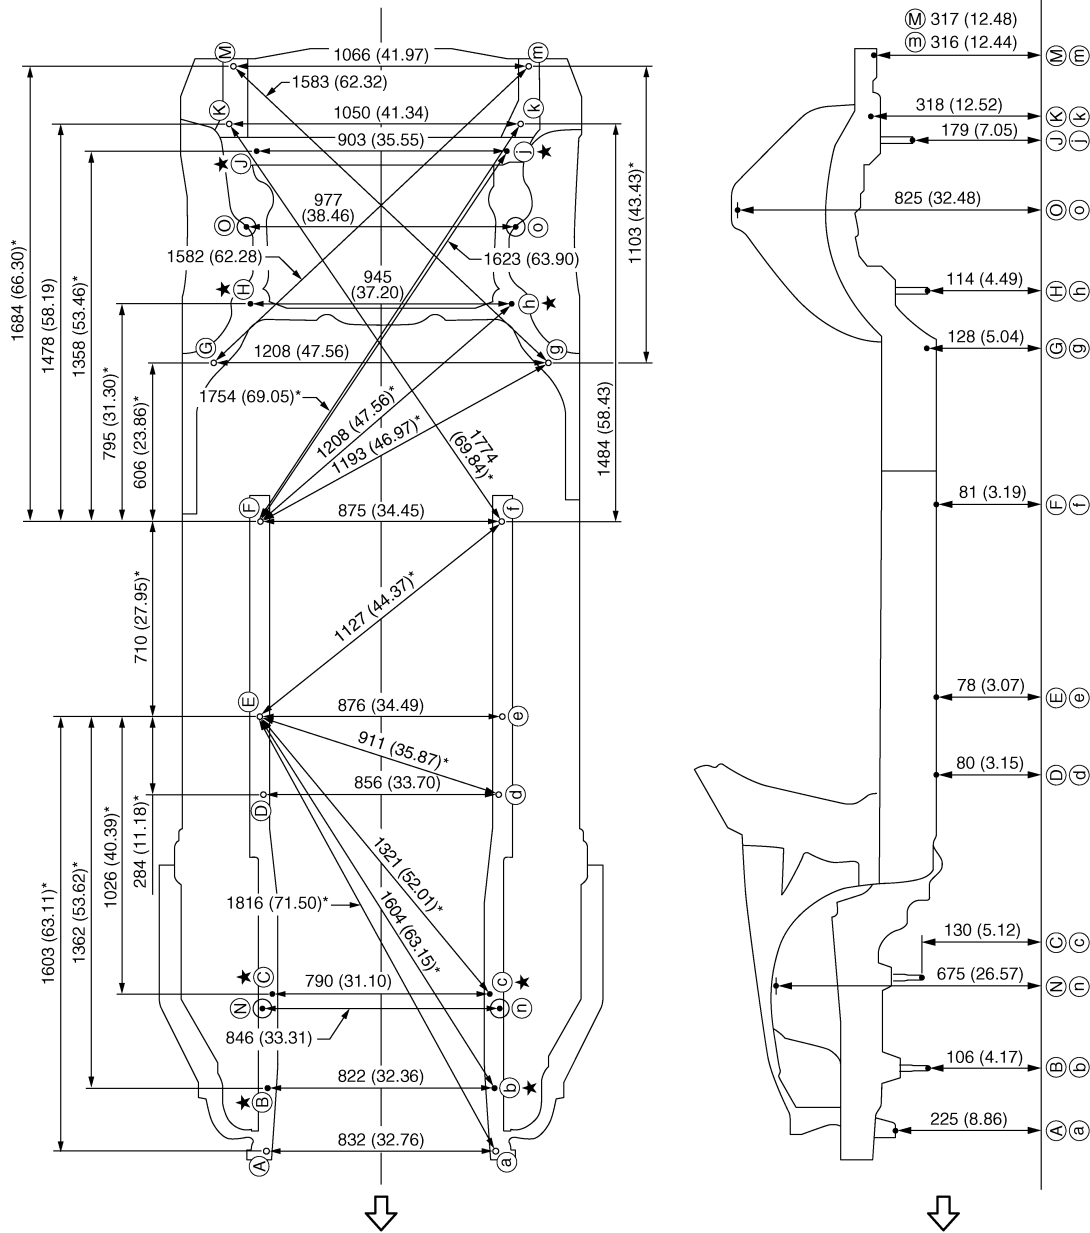 M 317 (12.48)
m 316 (12.44)
M
m
1066 (41.97)
M m
1583 (62.32)
K
k
1050 (41.34)
318 (12.52)
K k
903 (35.55)
179 (7.05)
J j
★
J
j
★
977
(38.46)
O
o
825 (32.48)
O o
1582 (62.28)
1623 (63.90)
1103 (43.43)*
945
(37.20)
★
H
h
★
114 (4.49)
H h
1684 (66.30)*
1478 (58.19)
1358 (53.46)*
G
g
1208 (47.56)
128 (5.04)
G g
1754 (69.05)*
795 (31.30)*
606 (23.86)*
1208 (47.56)*
1193 (46.97)*
1774
(69.84)*
1484 (58.43)
F
f
875 (34.45)
81 (3.19)
F f
710 (27.95)*
1127 (44.37)*
E
e
876 (34.49)
78 (3.07)
E e
911 (35.87)*
856 (33.70)
D
d
80 (3.15)
D d
1603 (63.11)*
1362 (53.62)*
1026 (40.39)*
284 (11.18)*
1321 (52.01)*
1604 (63.15)*
1816 (71.50)*
130 (5.12)
C c
★
C
c
★
790 (31.10)
675 (26.57)
N n
N
n
846 (33.31)
822 (32.36)
★
B
b
★
106 (4.17)
B b
832 (32.76)
A
a
225 (8.86)
A a